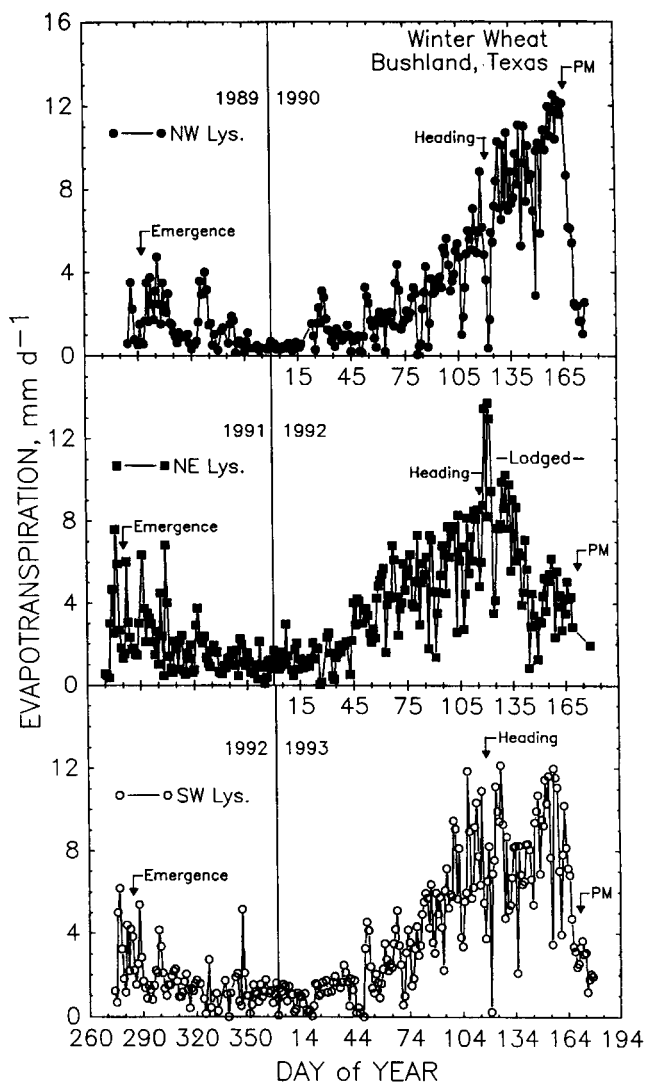 16
Winter Wheat
Bushland, Texas
PM
1989 1990
12
NW Lys.
Heading
8
Emergence
4
0
15 45 75 105 135 165
EVAPOTRANSPIRATION, mm d⁻¹
1991 1992
12
NE Lys.
Heading
Lodged
8
Emergence
PM
4
0
15 45 75 105 135 165
1992 1993
Heading
12
SW Lys.
8
Emergence
PM
4
0
260 290 320 350 14 44 74 104 134 164 194
DAY of YEAR